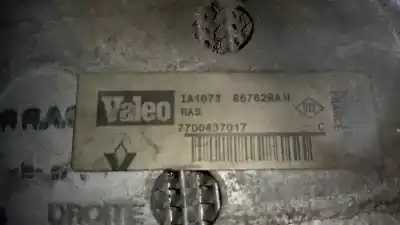 Valeo
IA1073 867628AH
RAS
7700437017 C
DROITE